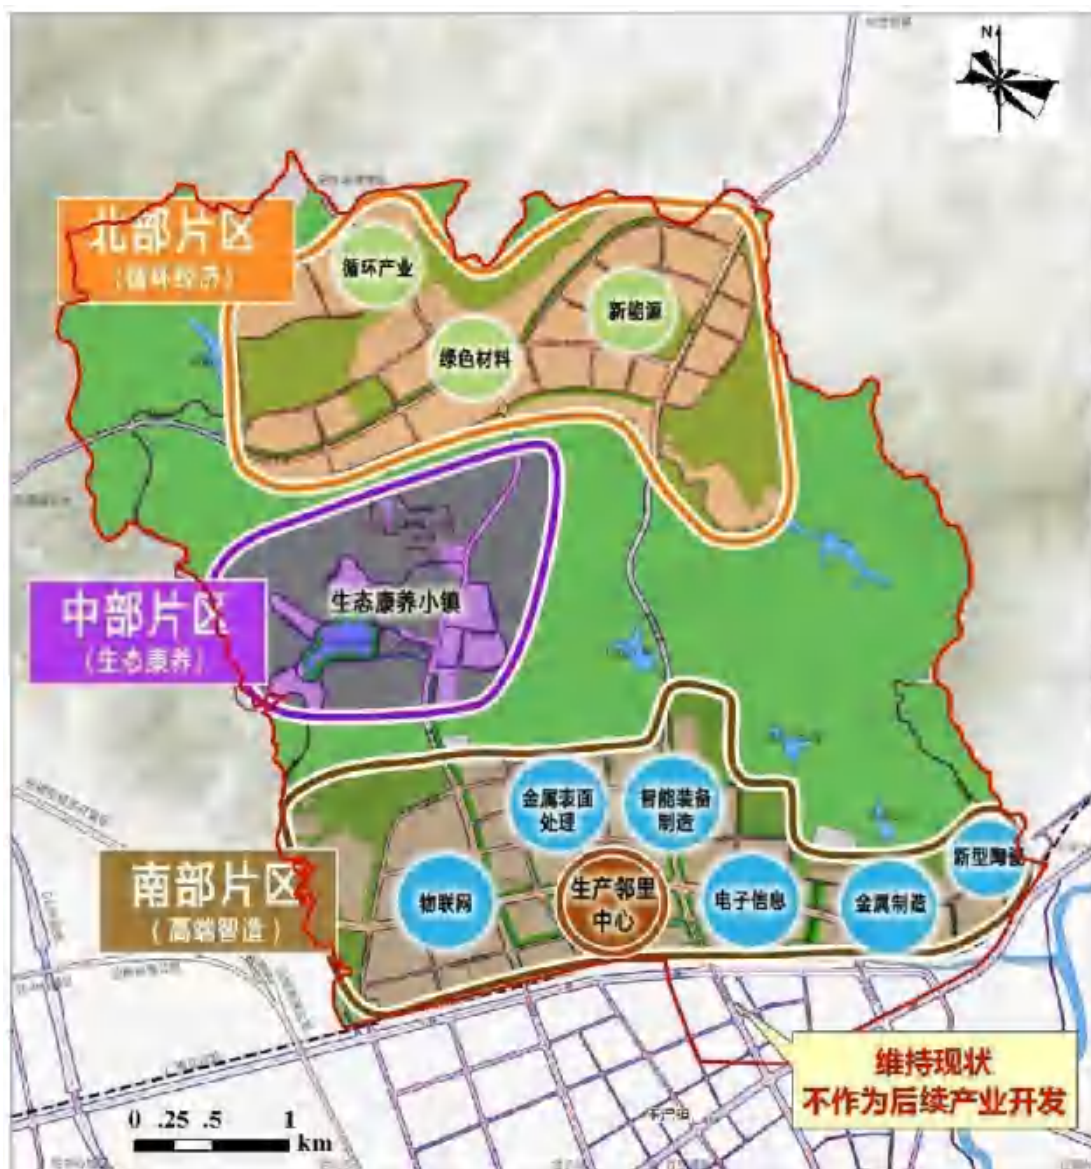 N
北部片区
（循环经济）
循环产业
新能源
绿色材料
中部片区
（生态康养）
生态康养小镇
南部片区
（高端智造）
金属表面
处理
智能装备
制造
新型陶瓷
物联网
生产邻里
中心
电子信息
金属制造
维持现状
不作为后续产业开发
0 .25 .5 1
km